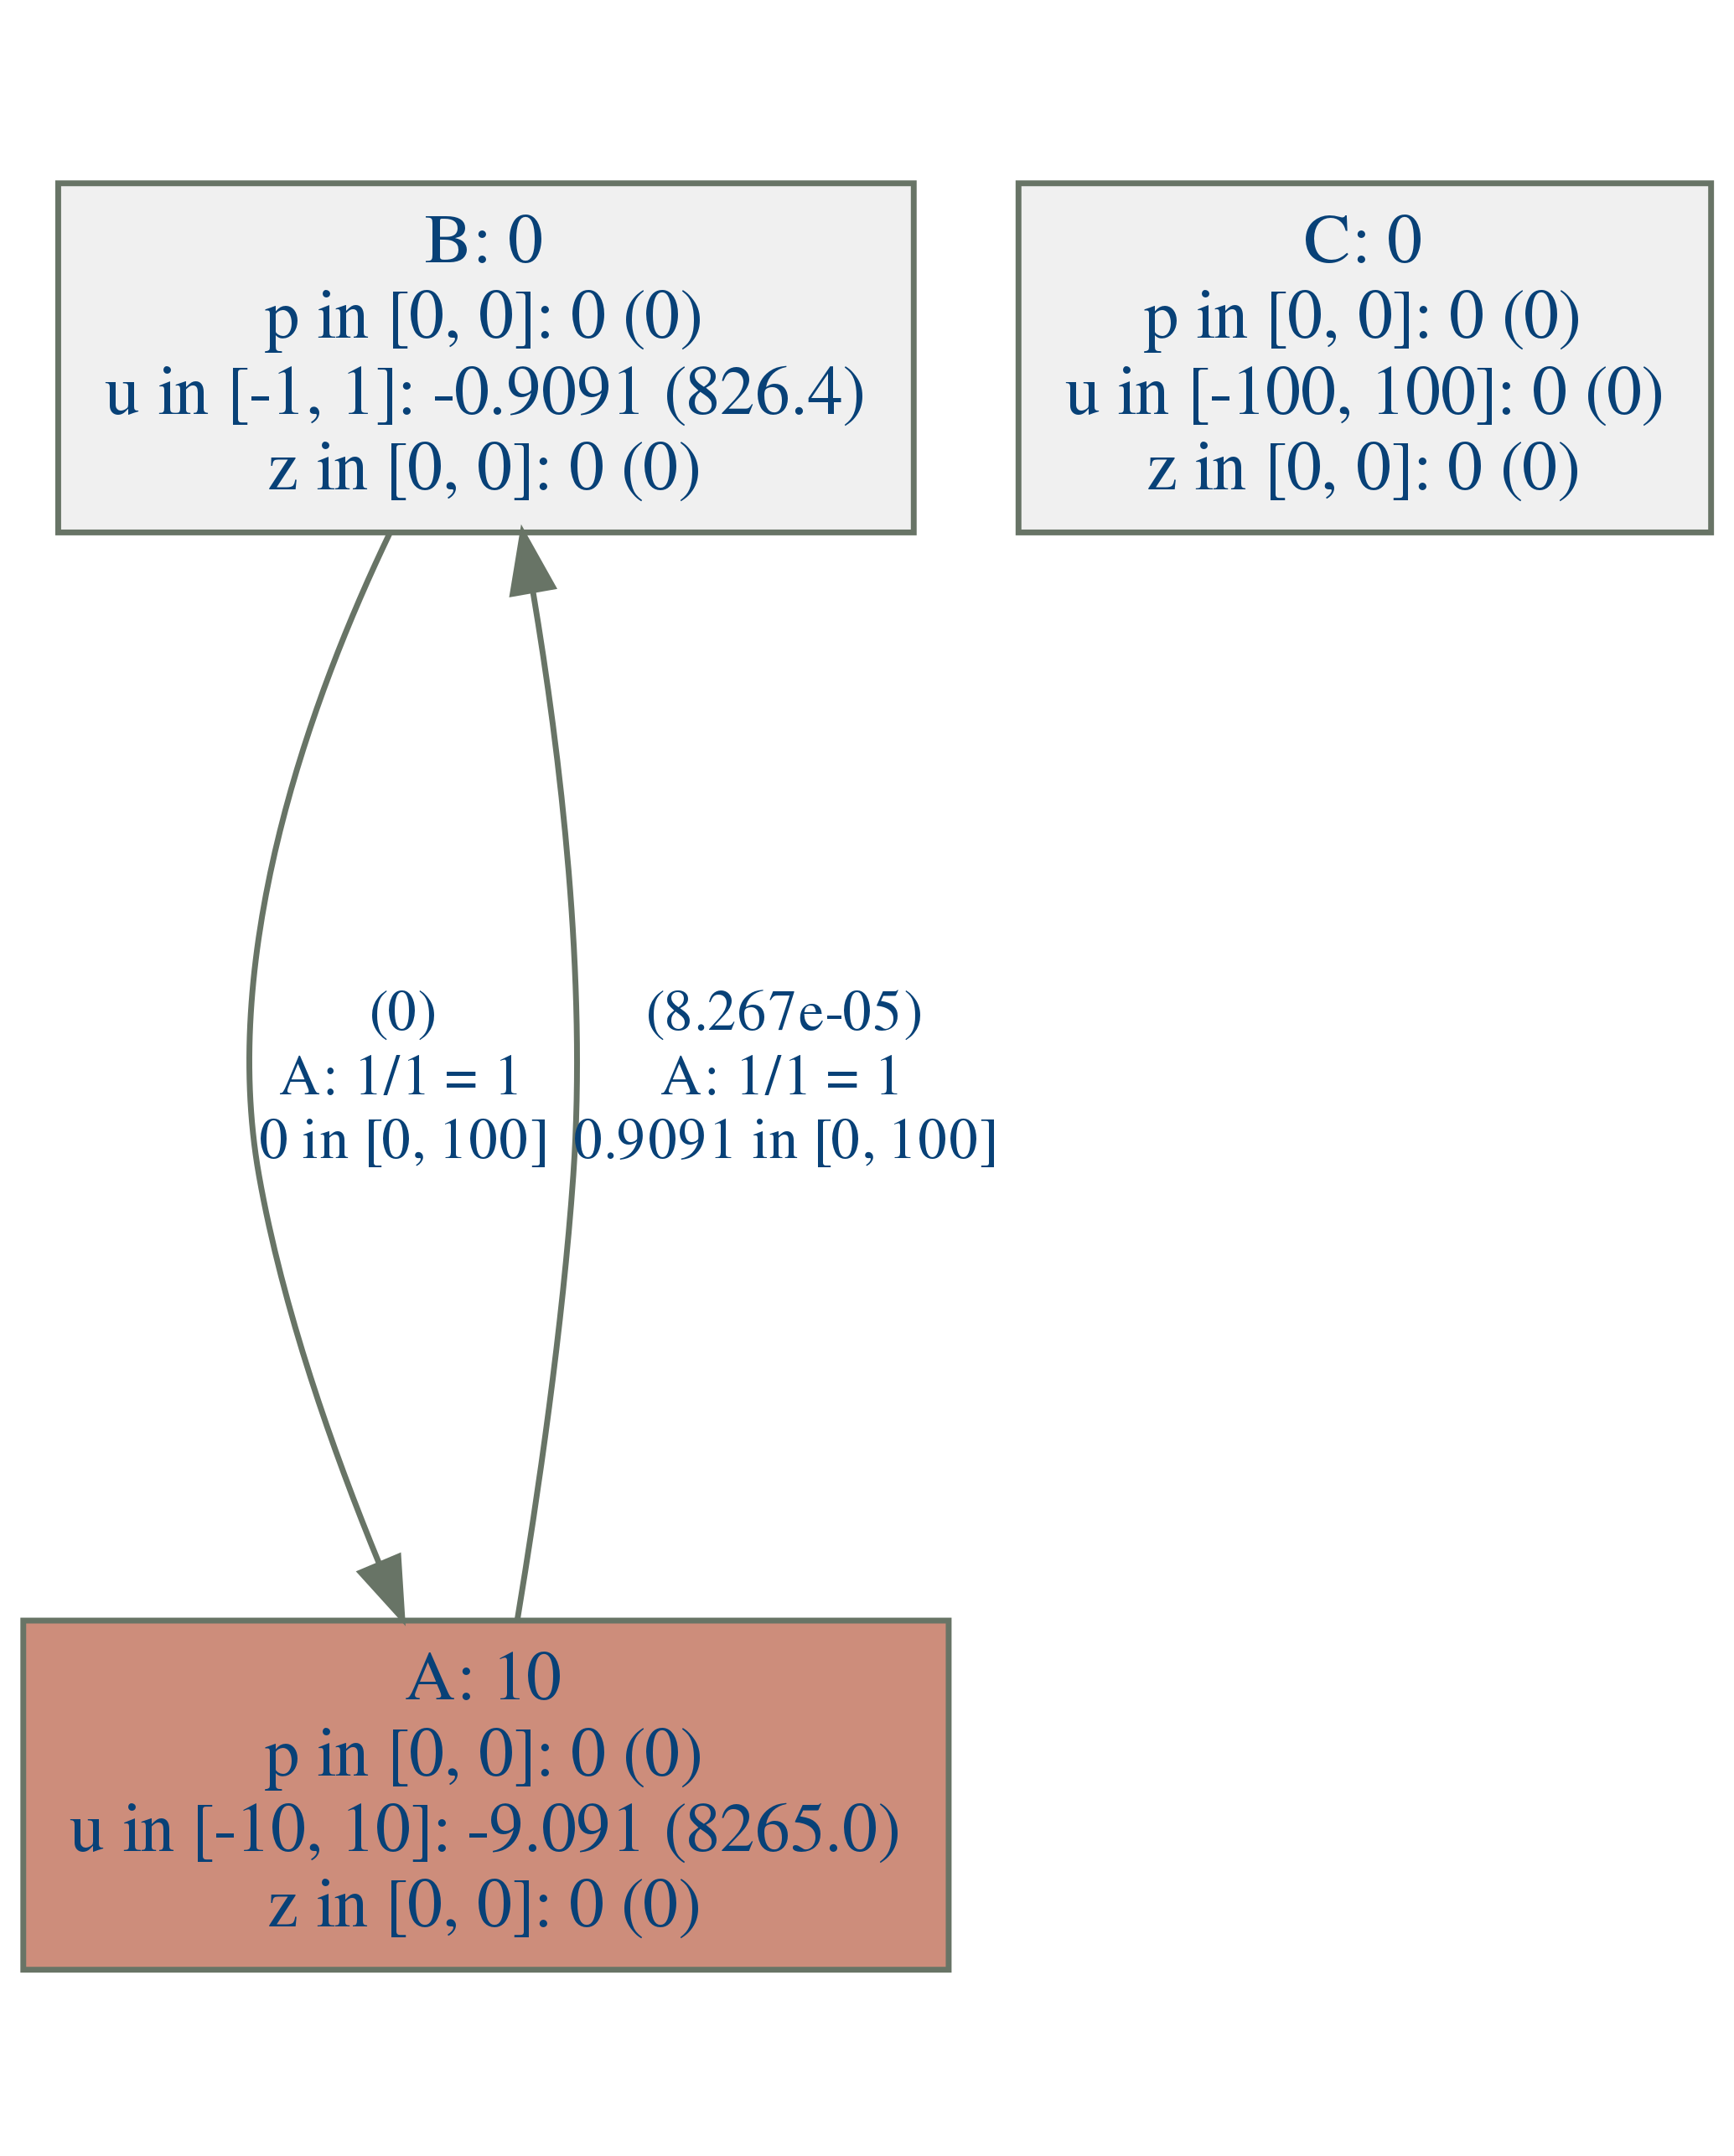 B: 0
p in [0, 0]: 0 (0)
u in [-1, 1]: -0.9091 (826.4)
z in [0, 0]: 0 (0)
C: 0
p in [0, 0]: 0 (0)
u in [-100, 100]: 0 (0)
z in [0, 0]: 0 (0)
(0)
A: 1/1 = 1
0 in [0, 100]
(8.267e-05)
A: 1/1 = 1
0.9091 in [0, 100]
A: 10
p in [0, 0]: 0 (0)
u in [-10, 10]: -9.091 (8265.0)
z in [0, 0]: 0 (0)